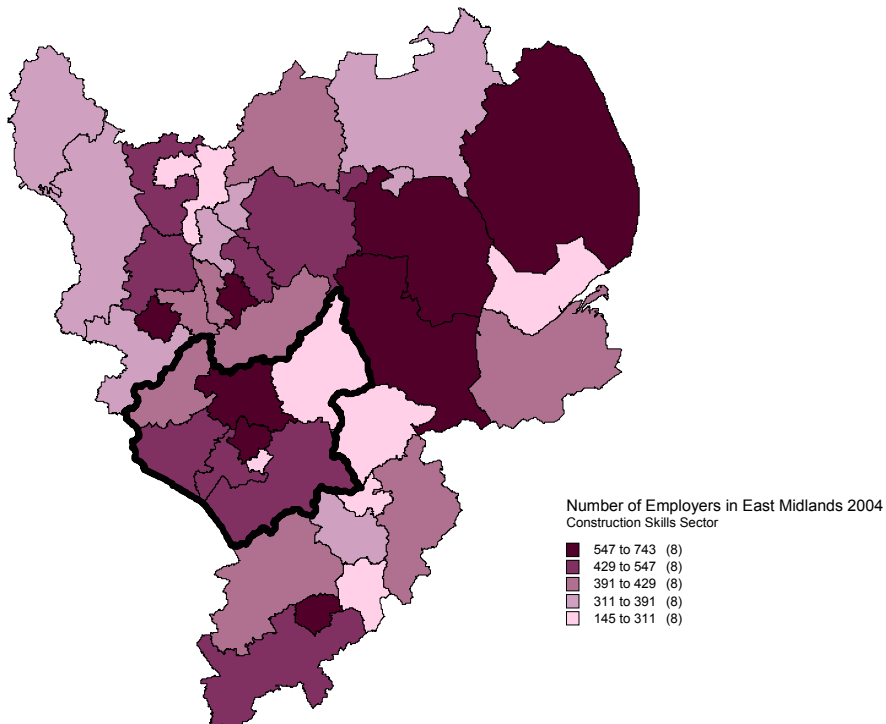 Number of Employers in East Midlands 2004
Construction Skills Sector
547 to 743 (8)
429 to 547 (8)
391 to 429 (8)
311 to 391 (8)
145 to 311 (8)